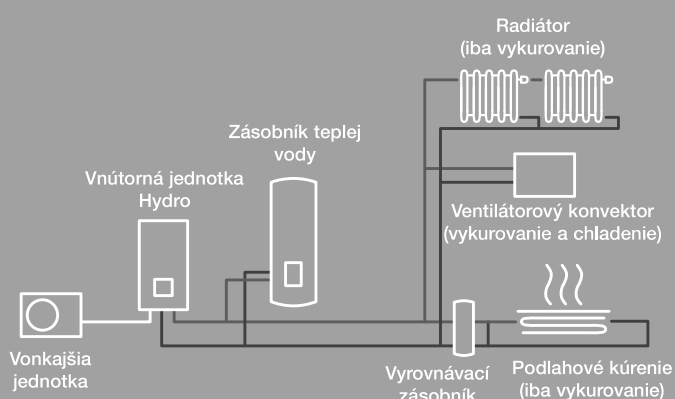 Radiátor
(iba vykurovanie)
Zásobník teplej
vody
Vnútorná jednotka
Hydro
Ventilátorový konvektor
(vykurovanie a chladenie)
Vonkajšia
jednotka
Vyrovnávací
zásobník
Podlahové kúrenie
(iba vykurovanie)